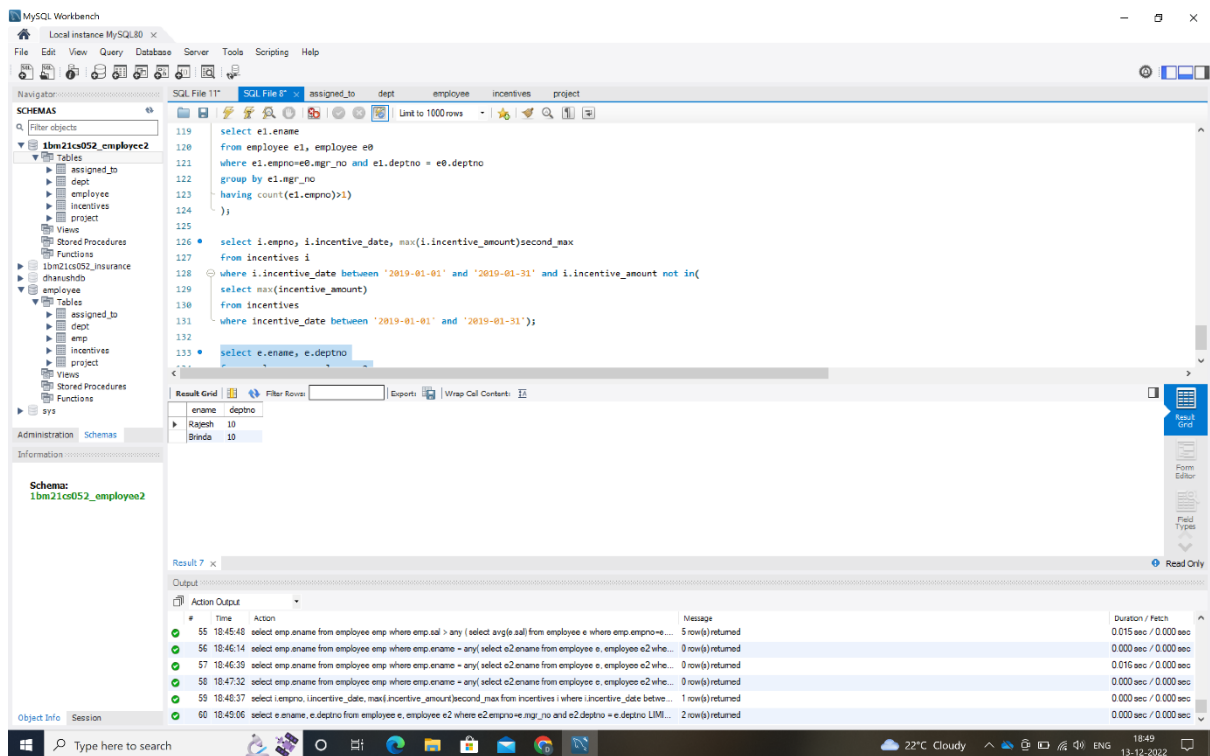 MySQL Workbench
Local instance MySQL80 ×
File Edit View Query Database Server Tools Scripting Help
Navigator
SCHEMAS
Filter objects
1bm21cs052_employee2
Tables
assigned_to
dept
employee
incentives
project
Views
Stored Procedures
Functions
1bm21cs052_insurance
dhanushdb
employee
Tables
assigned_to
dept
emp
incentives
project
Views
Stored Procedures
Functions
sys
Administration Schemas
Information
Schema:
1bm21cs052_employee2
Object Info Session
SQL File 11* SQL File 8* × assigned_to dept employee incentives project
Limit to 1000 rows
119 select e1.ename
120 from employee e1, employee e0
121 where e1.empno=e0.mgr_no and e1.deptno = e0.deptno
122 group by e1.mgr_no
123 having count(e1.empno)>1)
124 );
125
126 select i.empno, i.incentive_date, max(i.incentive_amount)second_max
127 from incentives i
128 where i.incentive_date between '2019-01-01' and '2019-01-31' and i.incentive_amount not in(
129 select max(incentive_amount)
130 from incentives
131 where incentive_date between '2019-01-01' and '2019-01-31');
132
133 select e.ename, e.deptno
Result Grid Filter Rows: Export: Wrap Cell Content:
ename deptno
Rajesh 10
Brinda 10
Result Grid
Form Editor
Field Types
Result 7 × Read Only
Output
Action Output
# Time Action Message Duration / Fetch
55 18:45:48 select emp.ename from employee emp where emp.sal > any ( select avg(e.sal) from employee e where emp.empno=e.... 5 row(s) returned 0.015 sec / 0.000 sec
56 18:46:14 select emp.ename from employee emp where emp.ename = any( select e2.ename from employee e, employee e2 whe... 0 row(s) returned 0.000 sec / 0.000 sec
57 18:46:39 select emp.ename from employee emp where emp.ename = any( select e2.ename from employee e, employee e2 whe... 0 row(s) returned 0.016 sec / 0.000 sec
58 18:47:32 select emp.ename from employee emp where emp.ename = any( select e2.ename from employee e, employee e2 whe... 0 row(s) returned 0.000 sec / 0.000 sec
59 18:48:37 select i.empno, i.incentive_date, max(i.incentive_amount)second_max from incentives i where i.incentive_date betwe... 1 row(s) returned 0.000 sec / 0.000 sec
60 18:49:06 select e.ename, e.deptno from employee e, employee e2 where e2.empno=e.mgr_no and e2.deptno = e.deptno LIMI... 2 row(s) returned 0.000 sec / 0.000 sec
Type here to search
22°C Cloudy ENG 18:49
13-12-2022